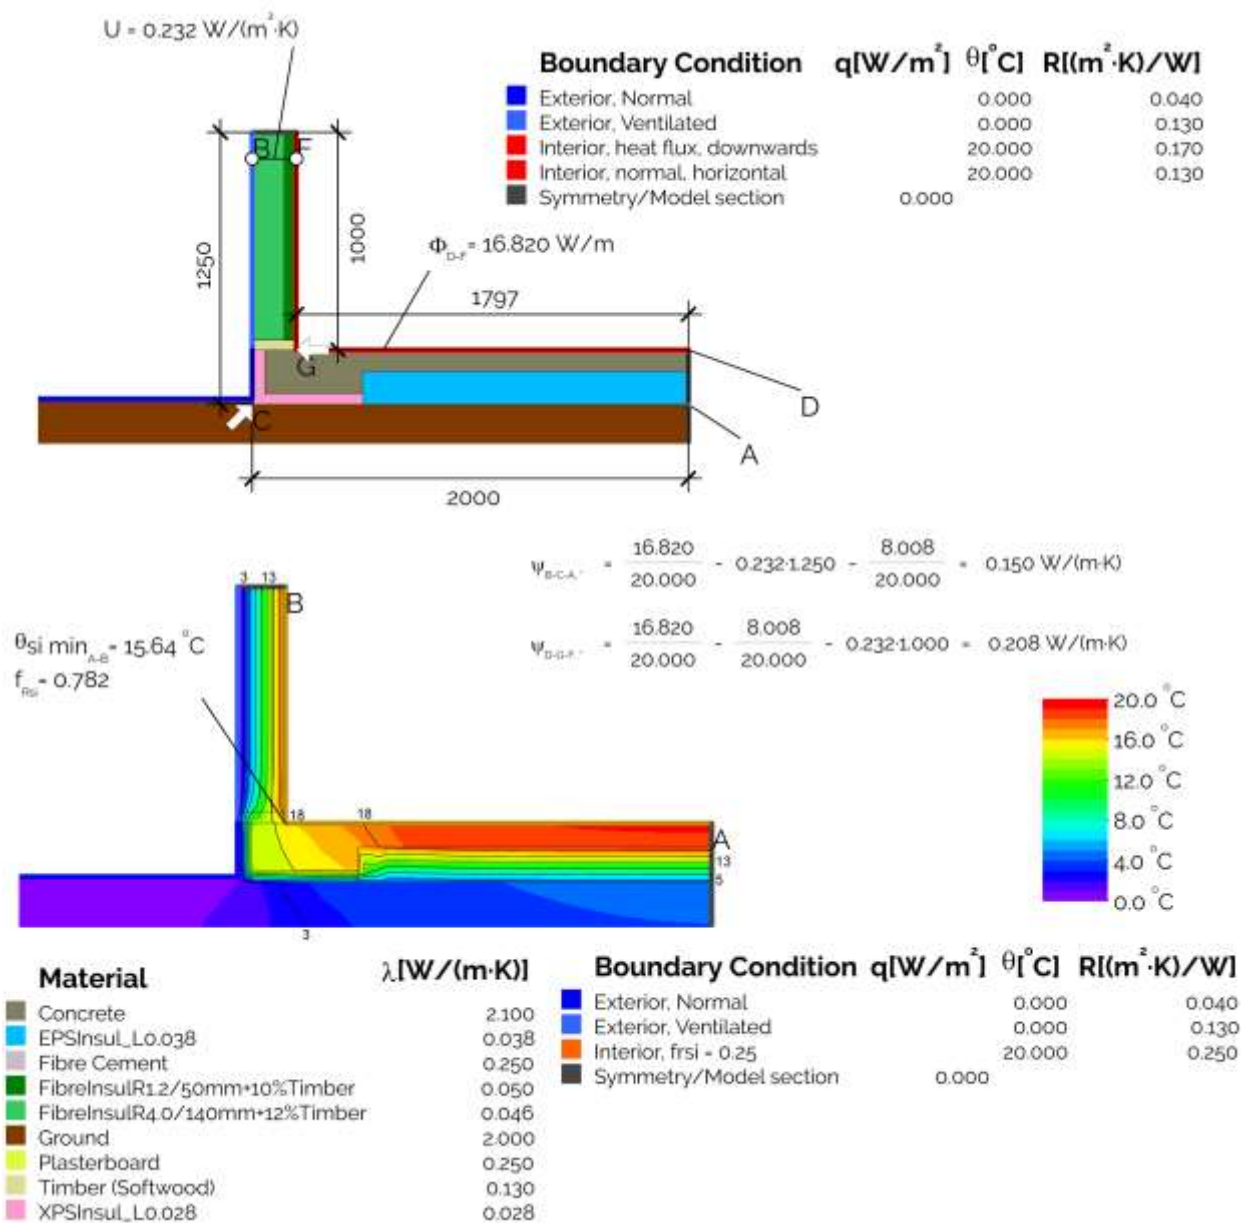 U = 0.232 W/(m²·K)
Boundary Condition q[W/m²] θ[°C] R[(m²·K)/W]
Exterior, Normal 0.000 0.040
Exterior, Ventilated 0.000 0.130
Interior, heat flux, downwards 20.000 0.170
Interior, normal, horizontal 20.000 0.130
Symmetry/Model section 0.000
B F
1250
1000
Φ D-F = 16.820 W/m
1797
G
C
D
A
2000
ψ B-C-A, = 16.820/20.000 - 0.232·1.250 - 8.008/20.000 = 0.150 W/(m·K)
ψ D-G-F, = 16.820/20.000 - 8.008/20.000 - 0.232·1.000 = 0.208 W/(m·K)
3 13
B
θsi min A-B = 15.64 °C
f Rsi = 0.782
18 18
A
13
5
3
20.0 °C
16.0 °C
12.0 °C
8.0 °C
4.0 °C
0.0 °C
Material λ[W/(m·K)]
Concrete 2.100
EPSInsul_L0.038 0.038
Fibre Cement 0.250
FibreInsulR1.2/50mm+10%Timber 0.050
FibreInsulR4.0/140mm+12%Timber 0.046
Ground 2.000
Plasterboard 0.250
Timber (Softwood) 0.130
XPSInsul_L0.028 0.028
Boundary Condition q[W/m²] θ[°C] R[(m²·K)/W]
Exterior, Normal 0.000 0.040
Exterior, Ventilated 0.000 0.130
Interior, frsi = 0.25 20.000 0.250
Symmetry/Model section 0.000